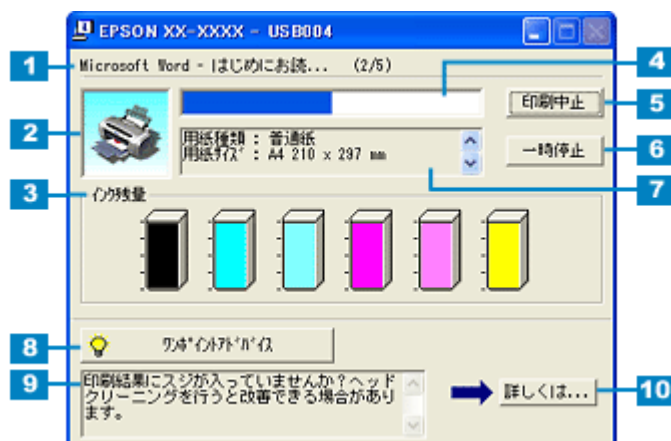 EPSON XX-XXXX - USB004
1
Microsoft Word - はじめにお読... (2/5)
4
2
印刷中止
5
用紙種類 : 普通紙
用紙ｻｲｽﾞ : A4 210 x 297 mm
一時停止
6
7
3
ｲﾝｸ残量
8
ﾜﾝﾎﾟｲﾝﾄｱﾄﾞﾊﾞｲｽ
9
印刷結果にスジが入っていませんか？ヘッド
クリーニングを行うと改善できる場合があり
ます。
詳しくは...
10